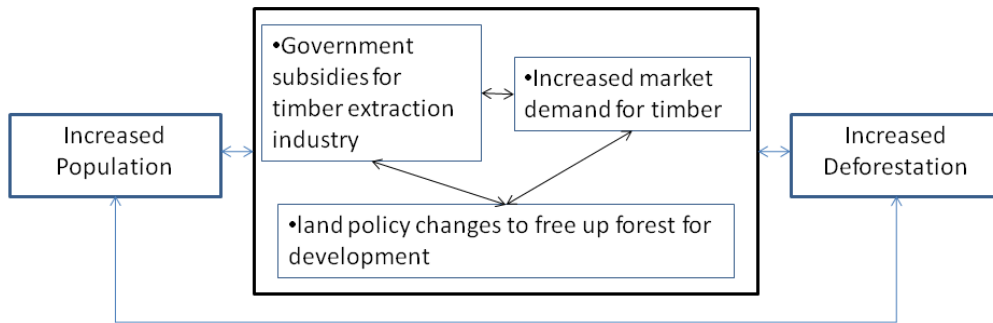 •Government
subsidies for
timber extraction
industry
•Increased market
demand for timber
Increased
Population
Increased
Deforestation
•land policy changes to free up forest for
development